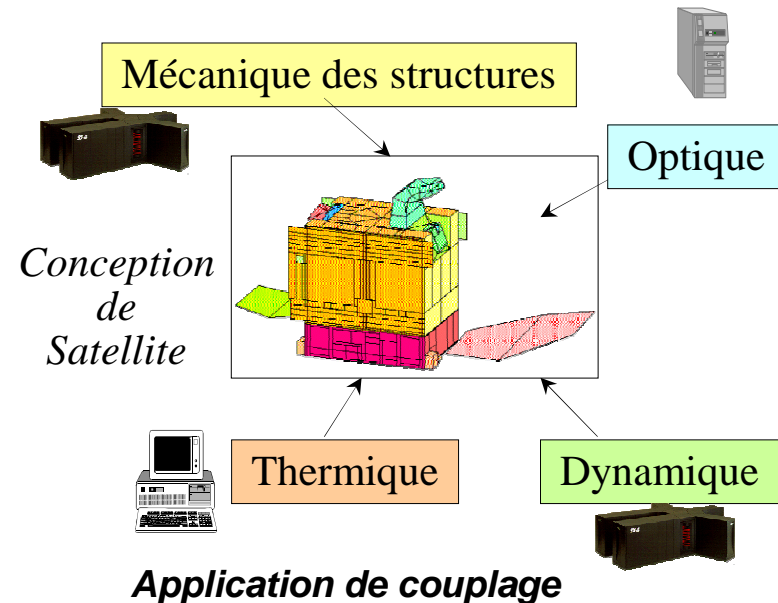 Mécanique des structures
Optique
Conception
de
Satellite
Thermique
Dynamique
Application de couplage